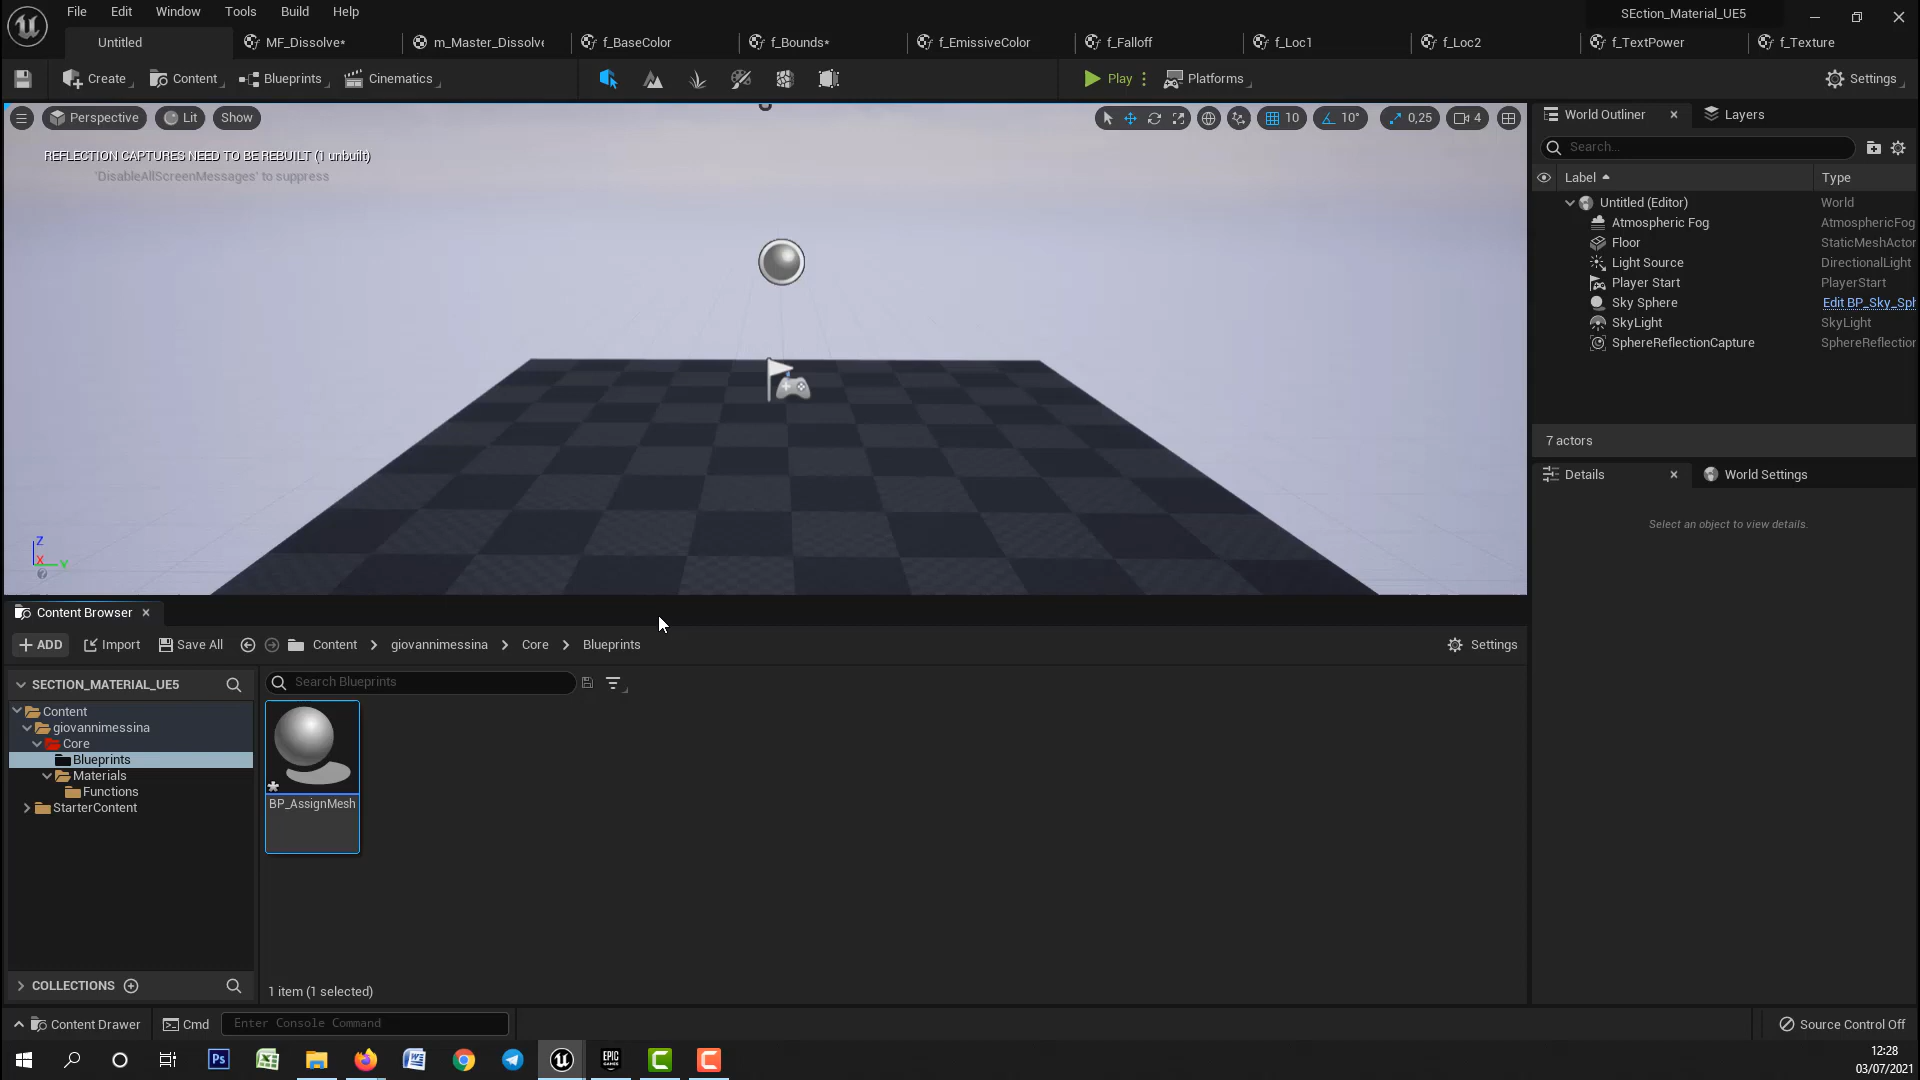 File Edit Window Tools Build Help SEction_Material_UE5
Untitled MF_Dissolve* m_Master_Dissolve f_BaseColor f_Bounds* f_EmissiveColor f_Falloff f_Loc1 f_Loc2 f_TextPower f_Texture
Create Content Blueprints Cinematics Play Platforms Settings
Perspective Lit Show 10 10° 0,25 4
REFLECTION CAPTURES NEED TO BE REBUILT (1 unbuilt)
'DisableAllScreenMessages' to suppress
Z
X Y
World Outliner Layers
Search...
Label Type
Untitled (Editor) World
Atmospheric Fog AtmosphericFog
Floor StaticMeshActor
Light Source DirectionalLight
Player Start PlayerStart
Sky Sphere Edit BP_Sky_Sph
SkyLight SkyLight
SphereReflectionCapture SphereReflection
7 actors
Details World Settings
Select an object to view details.
Content Browser
ADD Import Save All Content giovannimessina Core Blueprints Settings
SECTION_MATERIAL_UE5 Search Blueprints
Content
giovannimessina
Core
Blueprints
Materials
Functions
StarterContent
BP_AssignMesh
COLLECTIONS 1 item (1 selected)
Content Drawer Cmd Enter Console Command Source Control Off
Ps EPIC GAMES
12:28
03/07/2021